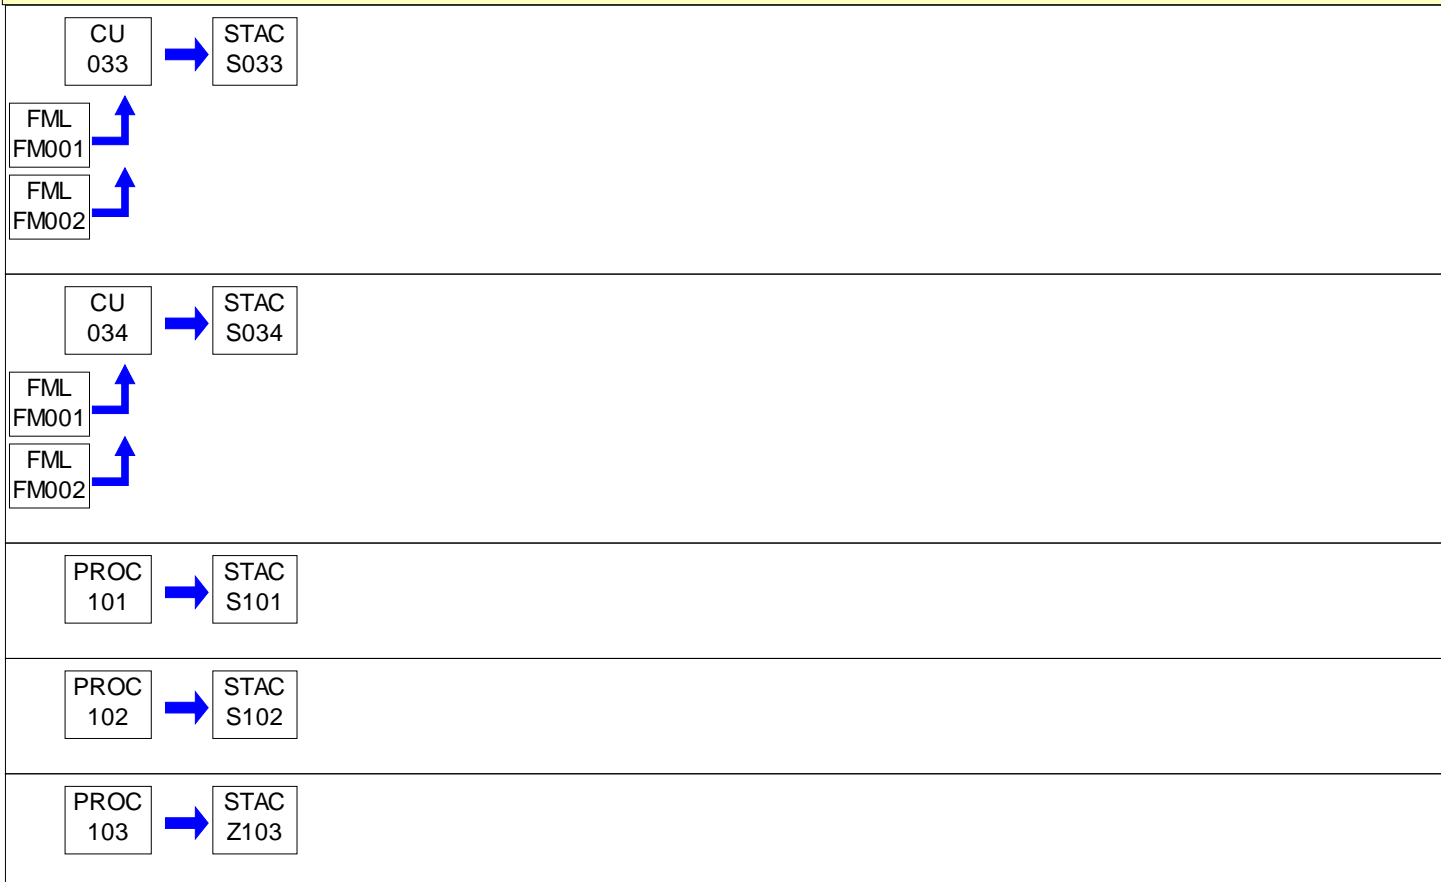 CU
033
STAC
S033
FML
FM001
FML
FM002
CU
034
STAC
S034
FML
FM001
FML
FM002
PROC
101
STAC
S101
PROC
102
STAC
S102
PROC
103
STAC
Z103